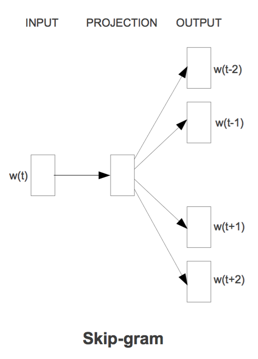 INPUT PROJECTION OUTPUT
w(t-2)
w(t-1)
w(t)
w(t+1)
w(t+2)
Skip-gram